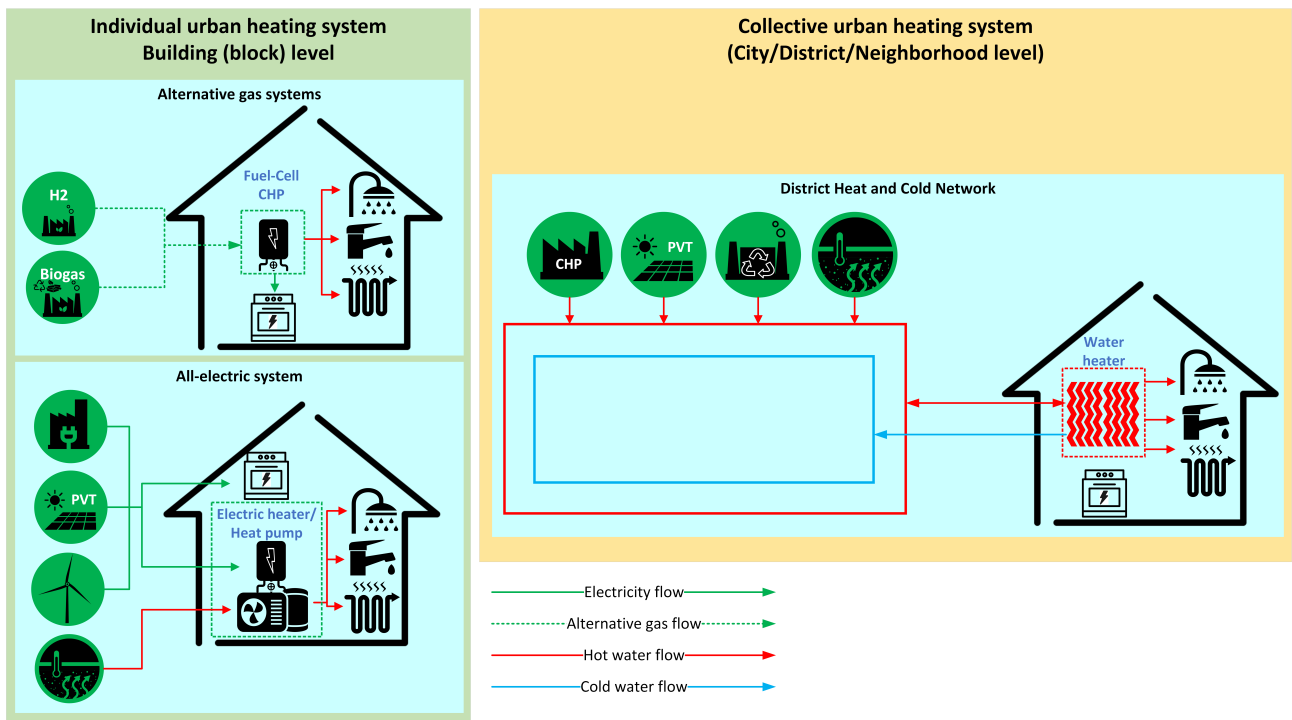 Individual urban heating system
Building (block) level
Alternative gas systems
H2
Biogas
Fuel-Cell
CHP
All-electric system
PVT
Electric heater/
Heat pump
Collective urban heating system
(City/District/Neighborhood level)
District Heat and Cold Network
CHP
PVT
Water
heater
Electricity flow
Alternative gas flow
Hot water flow
Cold water flow